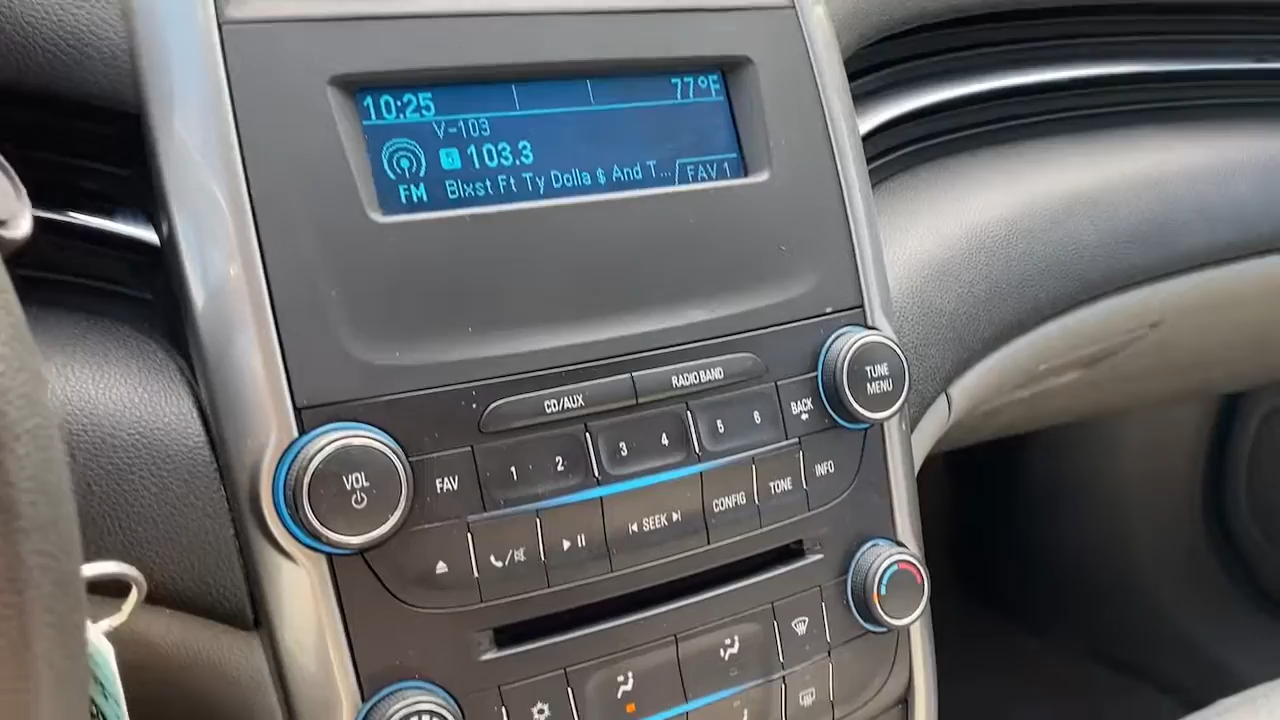 10:25 77°F
V-103
103.3
FM Blxst Ft Ty Dolla $ And T... FAV 1
CD/AUX RADIO BAND
TUNE
MENU
VOL
FAV 1 2 3 4 5 6 BACK
SEEK CONFIG TONE INFO